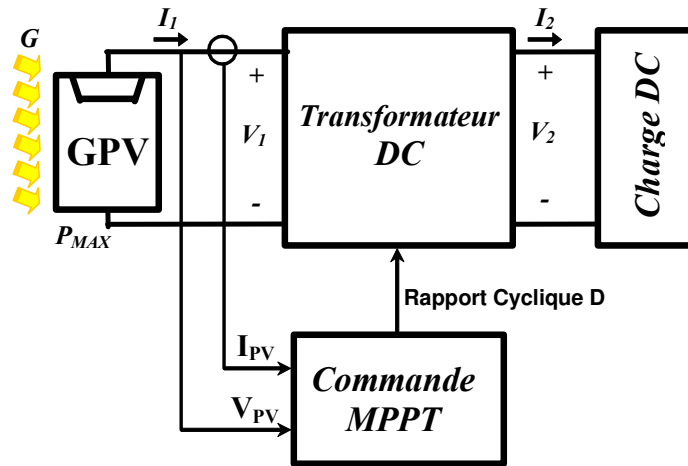 G
I1
I2
+
+
GPV
V1
Transformateur
DC
V2
Charge DC
-
-
PMAX
Rapport Cyclique D
IPV
Commande
MPPT
VPV